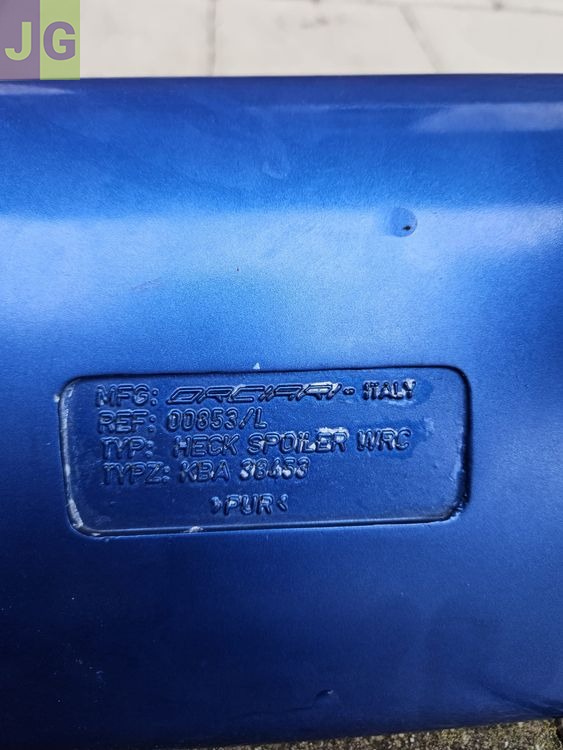 JG
MFG: ORCIARI® - ITALY
REF: 00853/L
TYP: HECK SPOILER WRC
TYPZ: KBA 36453
>PUR<